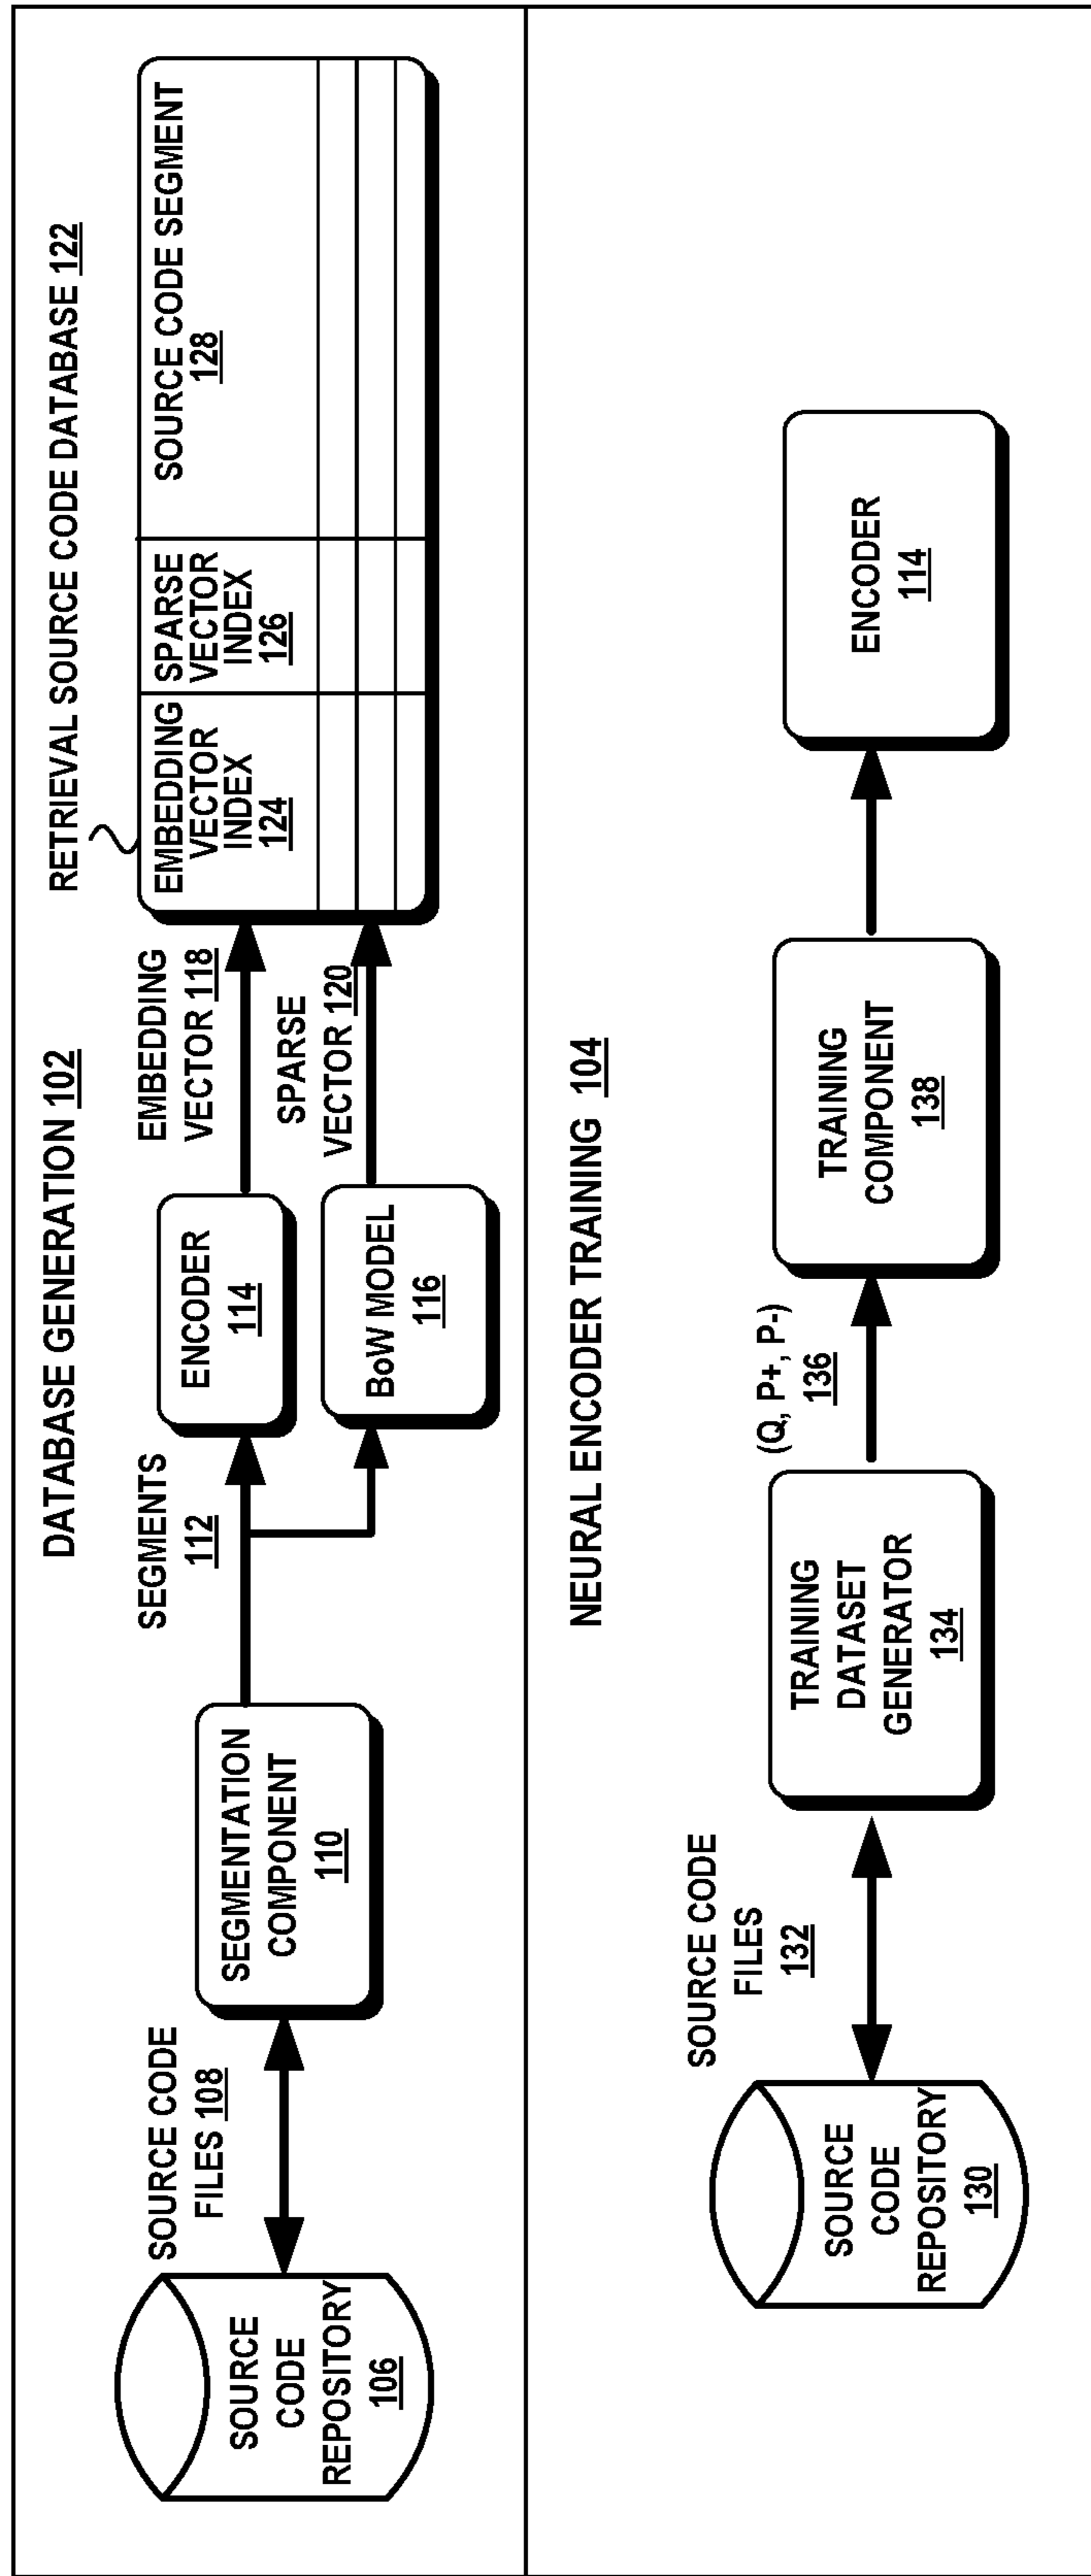 DATABASE GENERATION 102
RETRIEVAL SOURCE CODE DATABASE 122
SOURCE CODE
FILES 108
SOURCE
CODE
REPOSITORY
106
SEGMENTATION
COMPONENT
110
SEGMENTS
112
ENCODER
114
BoW MODEL
116
EMBEDDING
VECTOR 118
SPARSE
VECTOR 120
EMBEDDING
VECTOR
INDEX
124
SPARSE
VECTOR
INDEX
126
SOURCE CODE SEGMENT
128
NEURAL ENCODER TRAINING 104
SOURCE
CODE
REPOSITORY
130
SOURCE CODE
FILES
132
TRAINING
DATASET
GENERATOR
134
(Q, P+, P-)
136
TRAINING
COMPONENT
138
ENCODER
114